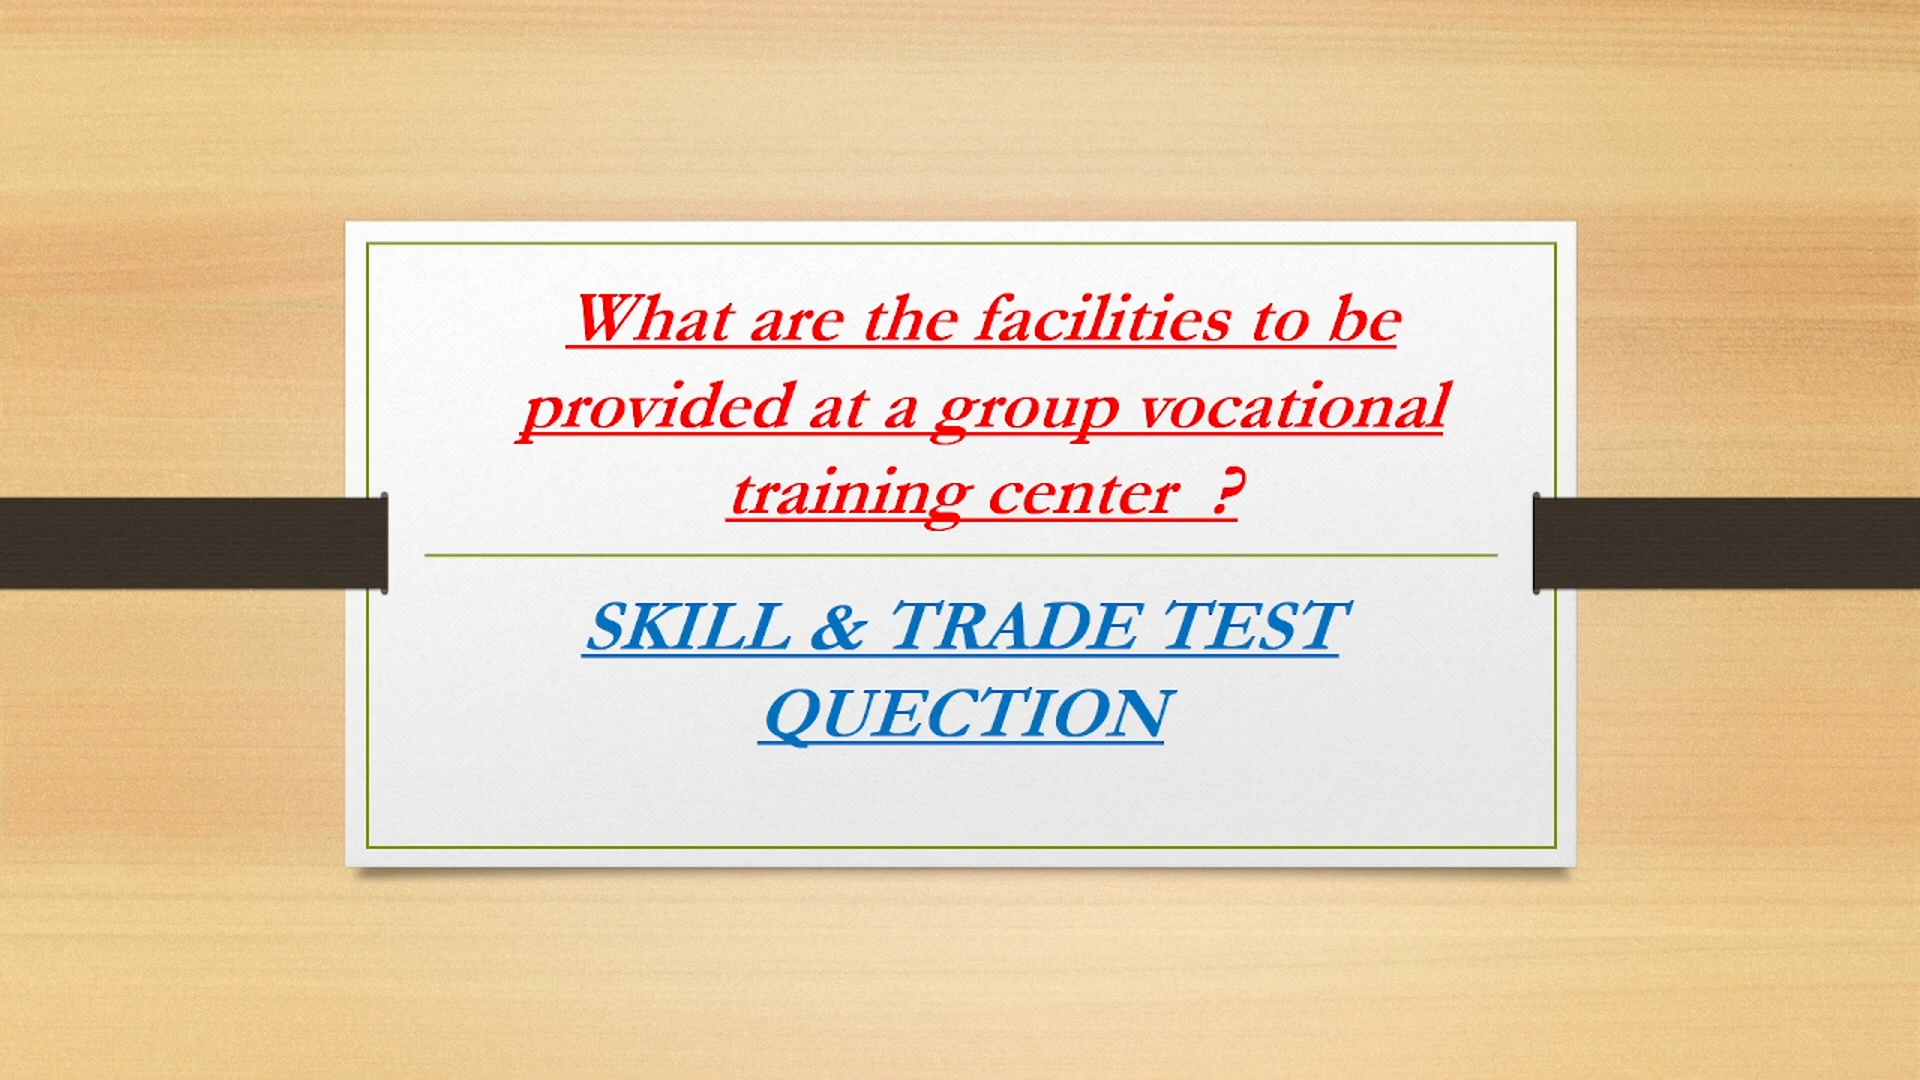 What are the facilities to be
provided at a group vocational
training center ?
SKILL & TRADE TEST
QUECTION